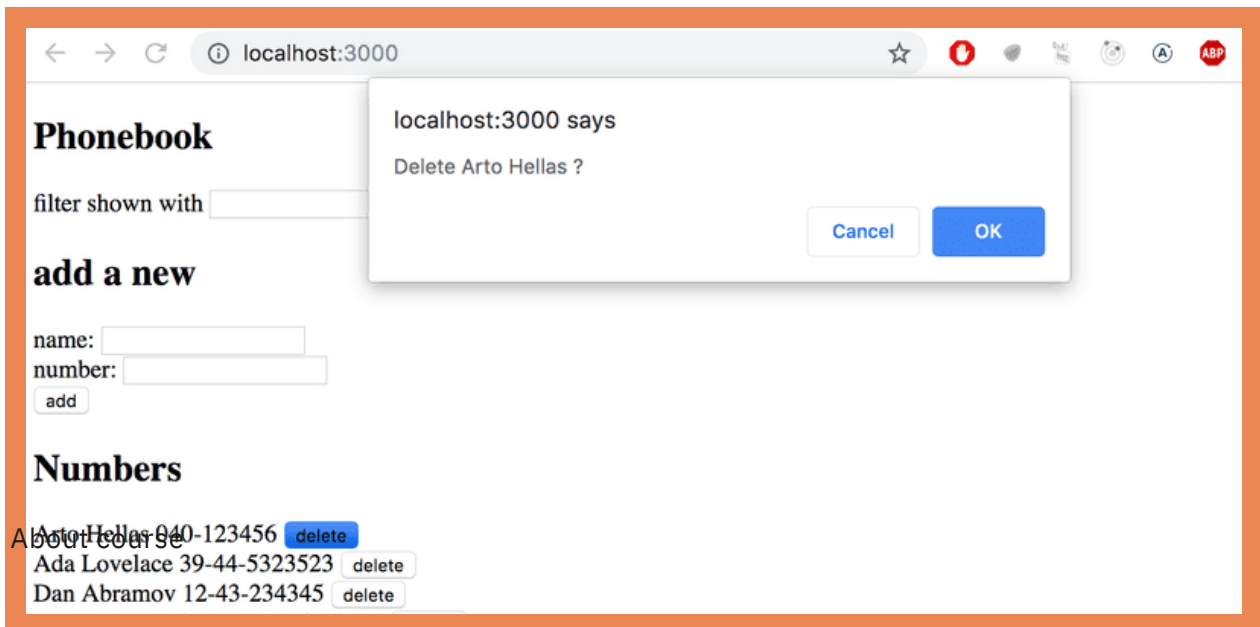 localhost:3000
ABP
localhost:3000 says
Delete Arto Hellas ?
Cancel OK
Phonebook
filter shown with
add a new
name:
number:
add
Numbers
Arto Hellas 040-123456 delete
About course
Ada Lovelace 39-44-5323523 delete
Dan Abramov 12-43-234345 delete